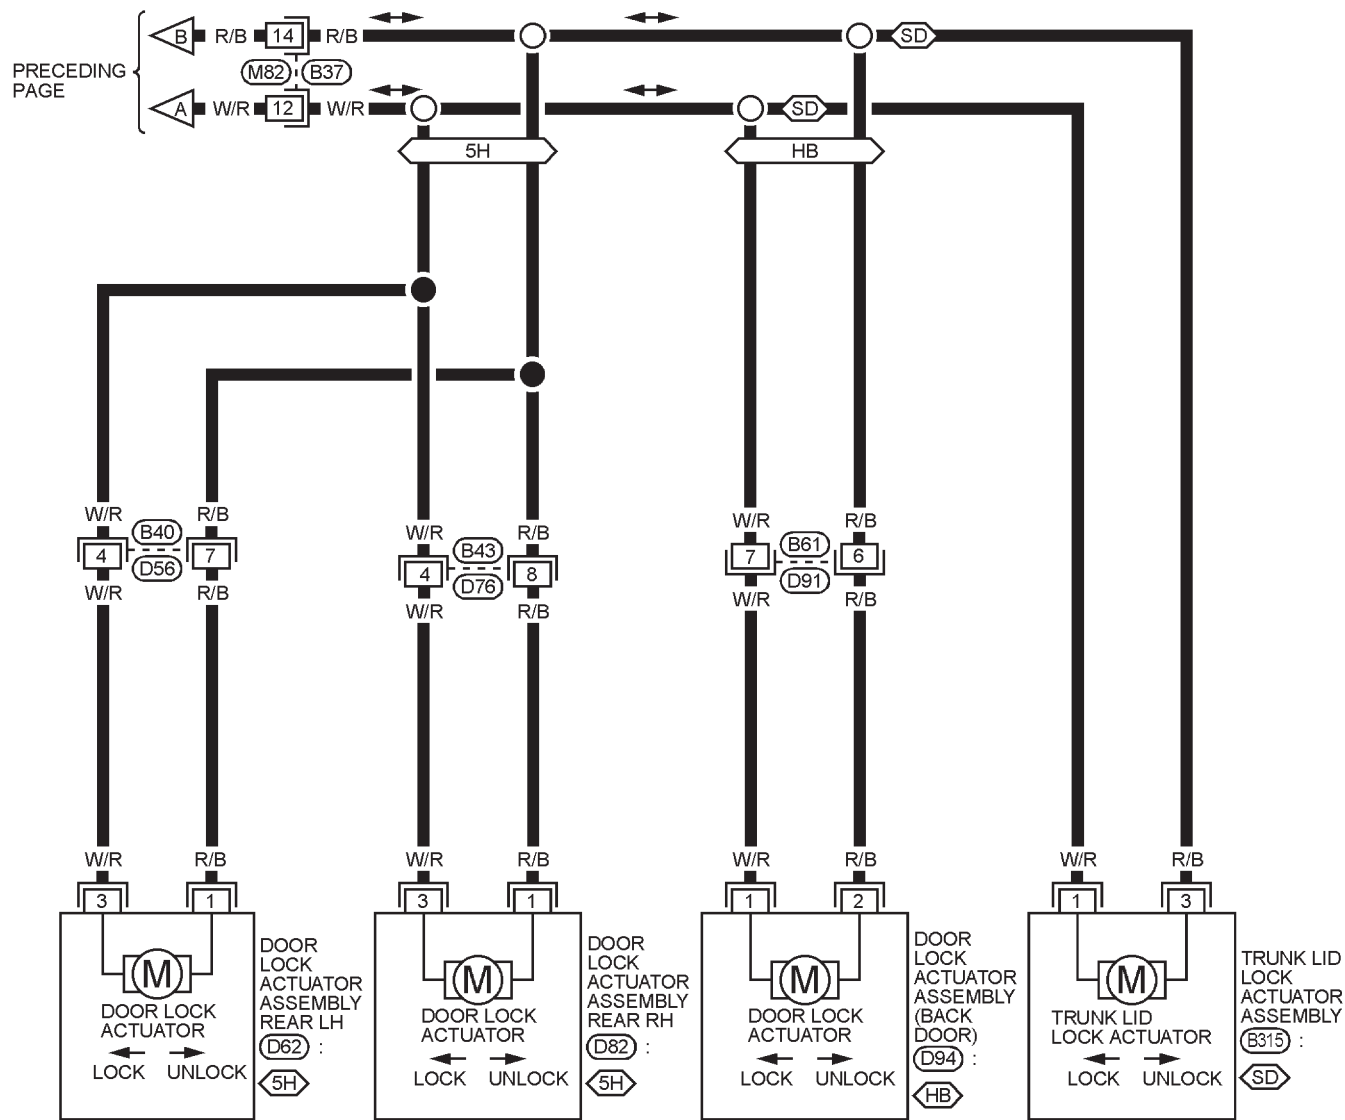 B R/B 14 R/B SD
PRECEDING
PAGE
M82 B37
A W/R 12 W/R SD
5H HB
W/R R/B
B40
4 7
D56
W/R R/B
W/R R/B
B43
4 8
D76
W/R R/B
W/R R/B
B61
7 6
D91
W/R R/B
W/R R/B W/R R/B W/R R/B W/R R/B
3 1 3 1 1 2 1 3
M
DOOR LOCK
ACTUATOR
LOCK UNLOCK
DOOR
LOCK
ACTUATOR
ASSEMBLY
REAR LH
D62 :
5H
M
DOOR LOCK
ACTUATOR
LOCK UNLOCK
DOOR
LOCK
ACTUATOR
ASSEMBLY
REAR RH
D82 :
5H
M
DOOR LOCK
ACTUATOR
LOCK UNLOCK
DOOR
LOCK
ACTUATOR
ASSEMBLY
(BACK
DOOR)
D94 :
HB
M
TRUNK LID
LOCK ACTUATOR
LOCK UNLOCK
TRUNK LID
LOCK
ACTUATOR
ASSEMBLY
B315 :
SD